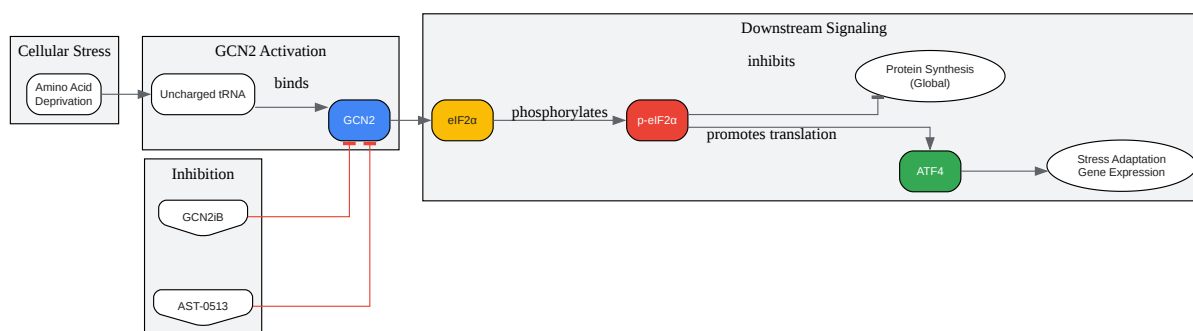 Downstream Signaling
Cellular Stress
GCN2 Activation
inhibits
Protein Synthesis
(Global)
Amino Acid
Deprivation
Uncharged tRNA
binds
GCN2
eIF2α
phosphorylates
p-eIF2α
promotes translation
ATF4
Stress Adaptation
Gene Expression
Inhibition
GCN2iB
AST-0513